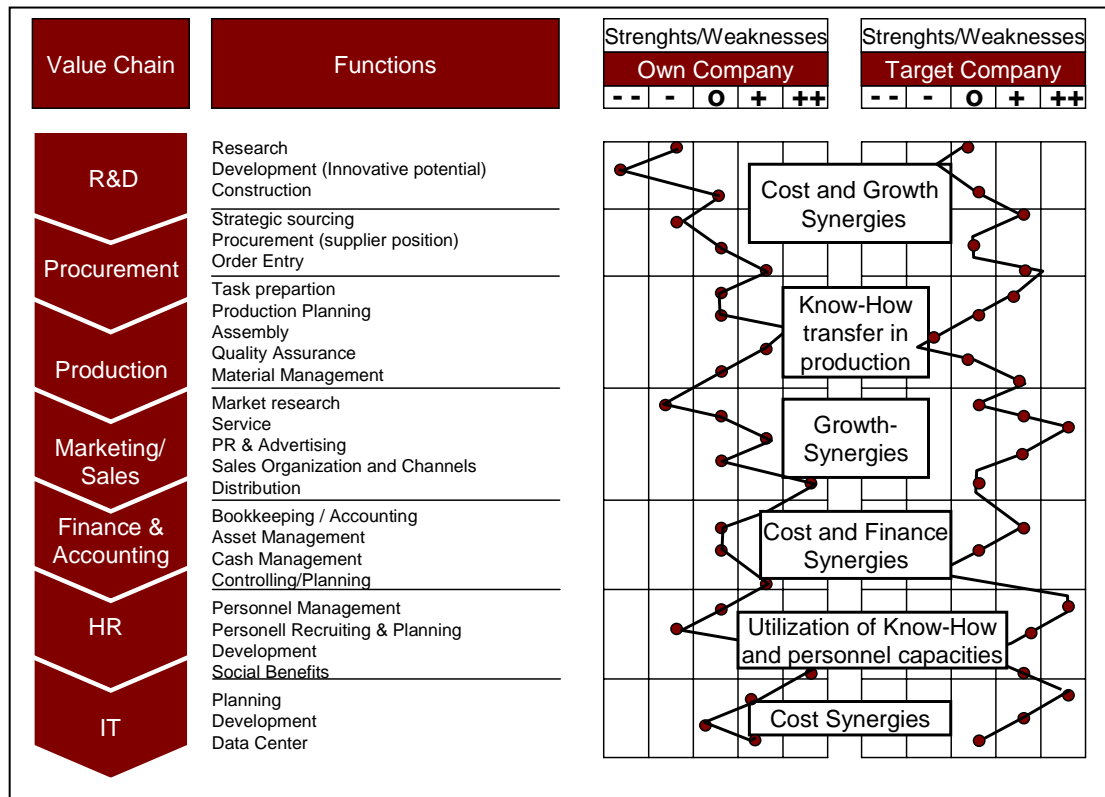 Value Chain
Functions
Strenghts/Weaknesses
Own Company
-- - O + ++
Strenghts/Weaknesses
Target Company
-- - O + ++
R&D
Research
Development (Innovative potential)
Construction
Cost and Growth
Synergies
Procurement
Strategic sourcing
Procurement (supplier position)
Order Entry
Production
Task prepartion
Production Planning
Assembly
Quality Assurance
Material Management
Know-How
transfer in
production
Marketing/
Sales
Market research
Service
PR & Advertising
Sales Organization and Channels
Distribution
Growth-
Synergies
Finance &
Accounting
Bookkeeping / Accounting
Asset Management
Cash Management
Controlling/Planning
Cost and Finance
Synergies
HR
Personnel Management
Personell Recruiting & Planning
Development
Social Benefits
Utilization of Know-How
and personnel capacities
IT
Planning
Development
Data Center
Cost Synergies